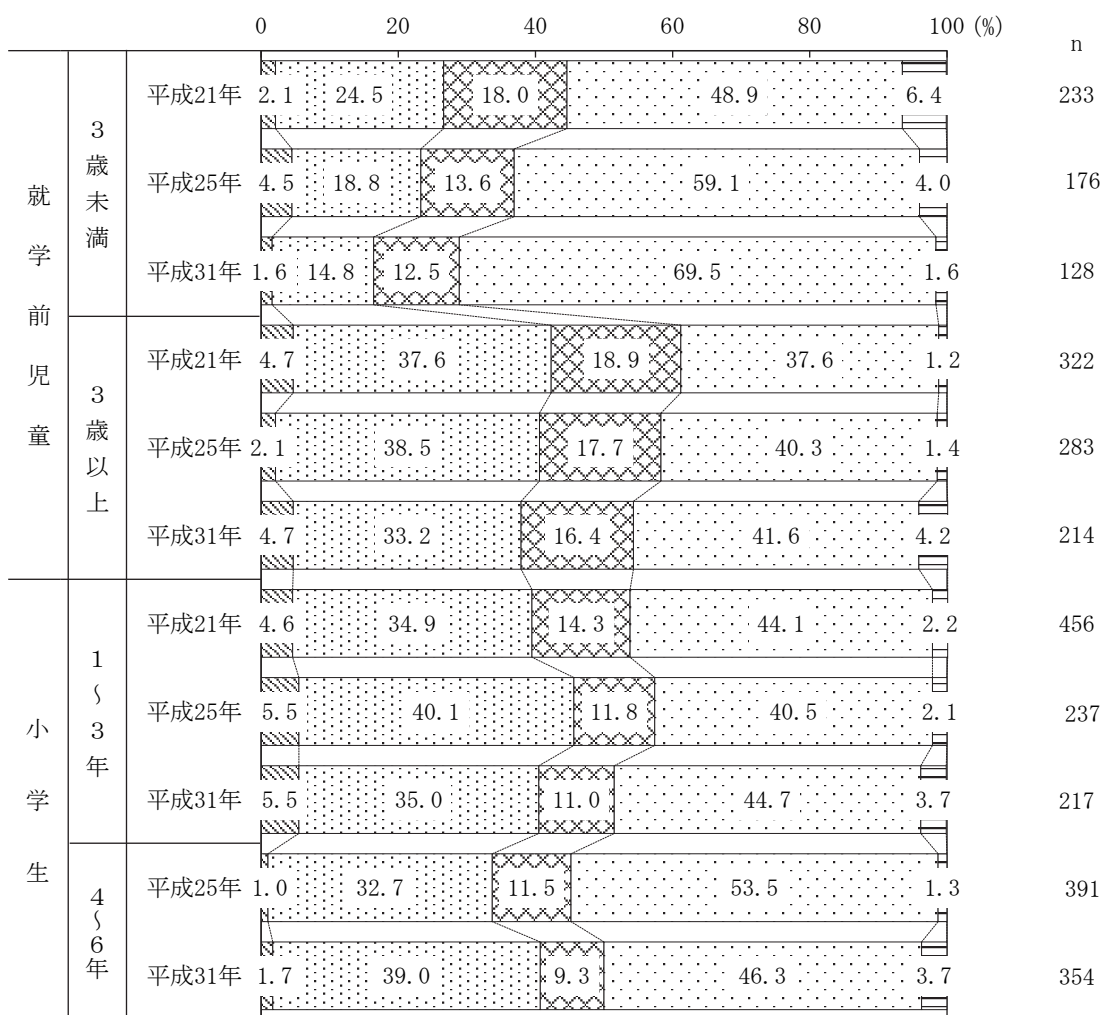 0 20 40 60 80 100 (%)
n
就学前児童
3歳未満
平成21年 2.1 24.5 18.0 48.9 6.4 233
平成25年 4.5 18.8 13.6 59.1 4.0 176
平成31年 1.6 14.8 12.5 69.5 1.6 128
3歳以上
平成21年 4.7 37.6 18.9 37.6 1.2 322
平成25年 2.1 38.5 17.7 40.3 1.4 283
平成31年 4.7 33.2 16.4 41.6 4.2 214
小学生
1～3年
平成21年 4.6 34.9 14.3 44.1 2.2 456
平成25年 5.5 40.1 11.8 40.5 2.1 237
平成31年 5.5 35.0 11.0 44.7 3.7 217
4～6年
平成25年 1.0 32.7 11.5 53.5 1.3 391
平成31年 1.7 39.0 9.3 46.3 3.7 354